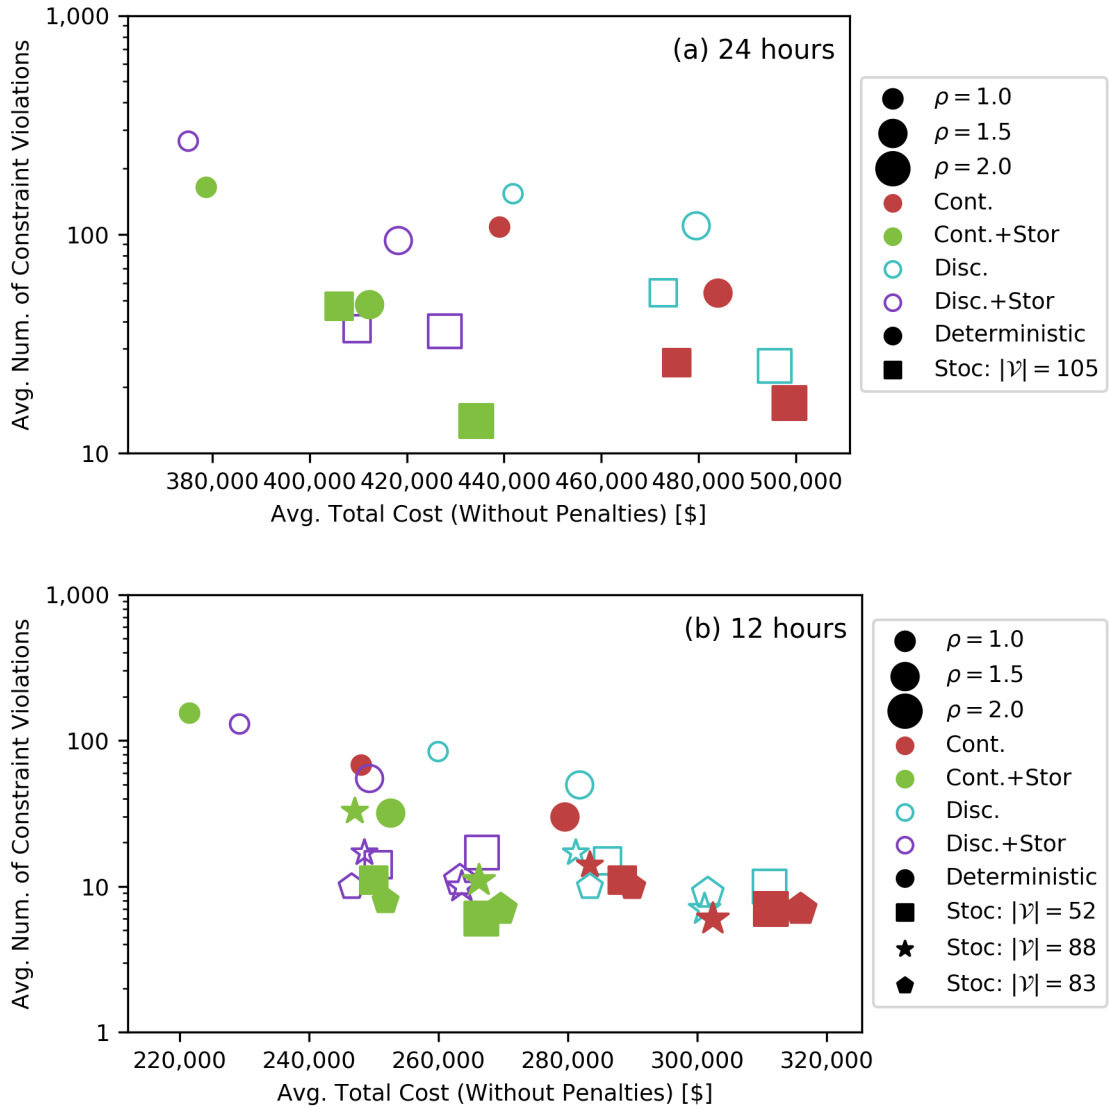 (a) 24 hours
1,000
100
10
Avg. Num. of Constraint Violations
380,000 400,000 420,000 440,000 460,000 480,000 500,000
Avg. Total Cost (Without Penalties) [$]
ρ = 1.0
ρ = 1.5
ρ = 2.0
Cont.
Cont.+Stor
Disc.
Disc.+Stor
Deterministic
Stoc: |𝒱| = 105
(b) 12 hours
1,000
100
10
1
Avg. Num. of Constraint Violations
220,000 240,000 260,000 280,000 300,000 320,000
Avg. Total Cost (Without Penalties) [$]
ρ = 1.0
ρ = 1.5
ρ = 2.0
Cont.
Cont.+Stor
Disc.
Disc.+Stor
Deterministic
Stoc: |𝒱| = 52
Stoc: |𝒱| = 88
Stoc: |𝒱| = 83